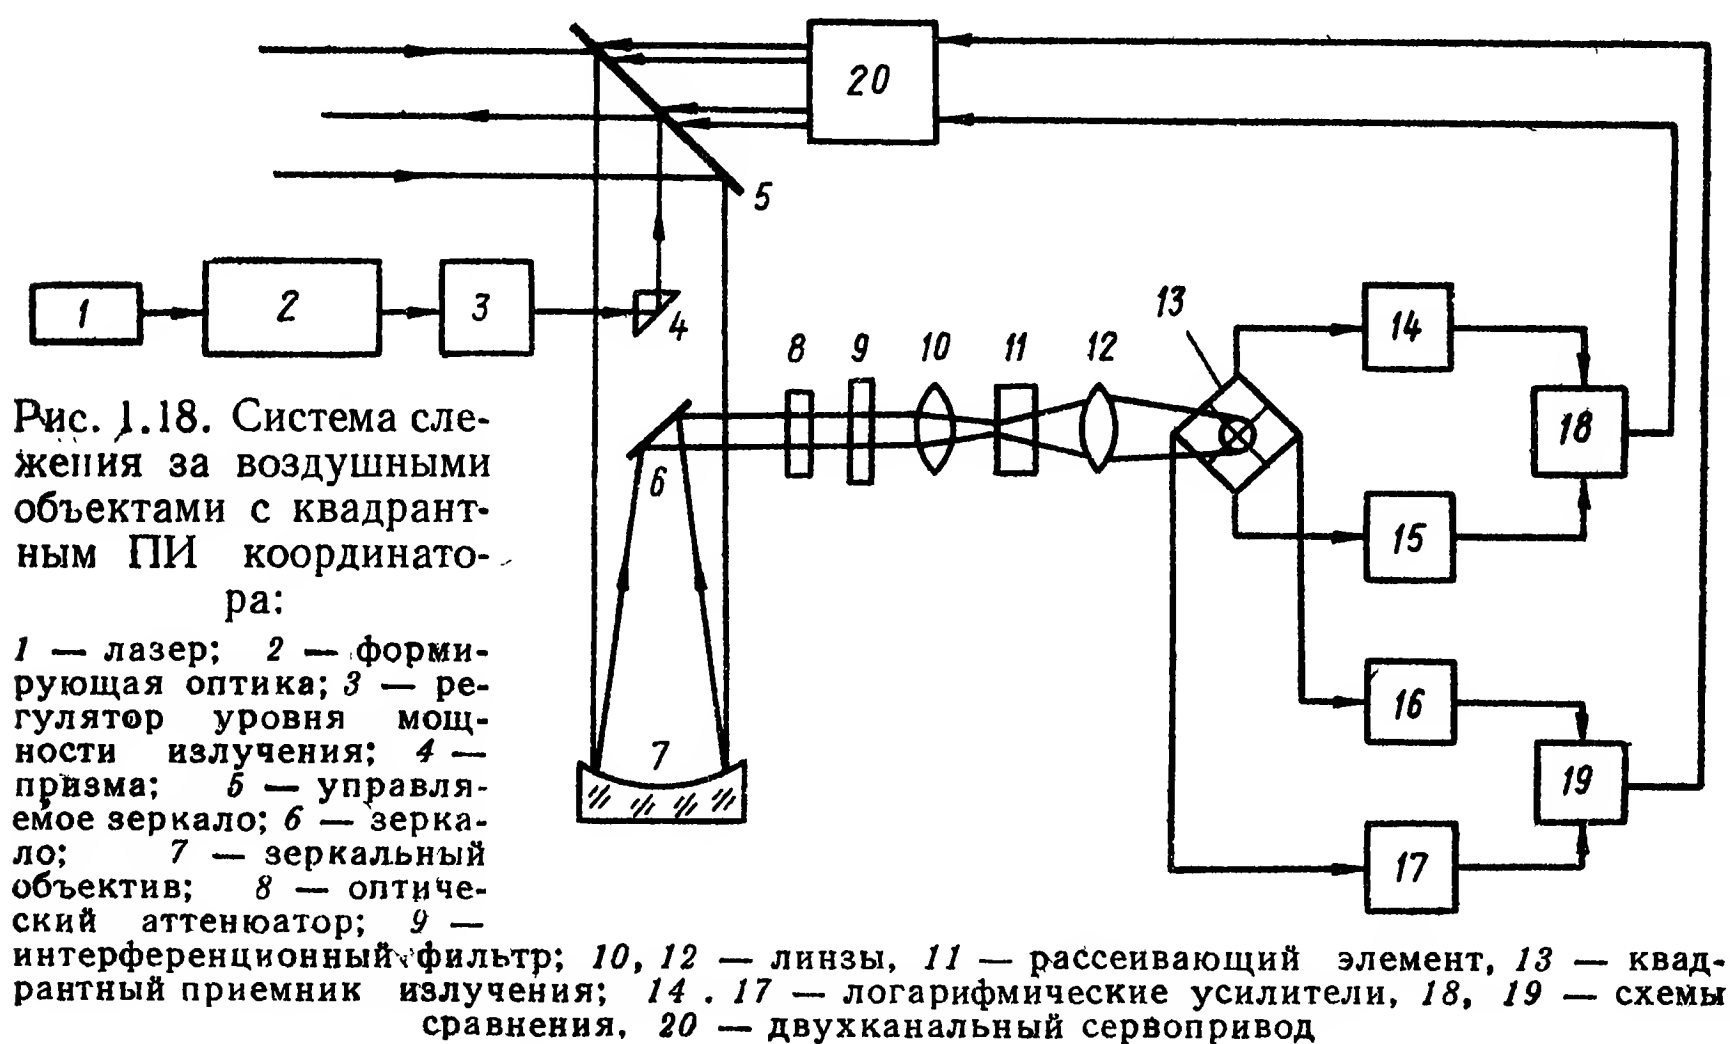 20
5
1
2
3
4
13
14
8
9
10
11
12
18
6
15
16
7
19
17
Рис. 1.18. Система сле-
жения за воздушными
объектами с квадрант-
ным ПИ координато-
ра:
1 — лазер; 2 — форми-
рующая оптика; 3 — ре-
гулятор уровня мощ-
ности излучения; 4 —
призма; 5 — управля-
емое зеркало; 6 — зерка-
ло; 7 — зеркальный
объектив; 8 — оптиче-
ский аттенюатор; 9 —
интерференционный фильтр; 10, 12 — линзы, 11 — рассеивающий элемент, 13 — квад-
рантный приемник излучения; 14 . 17 — логарифмические усилители, 18, 19 — схемы
сравнения, 20 — двухканальный сервопривод